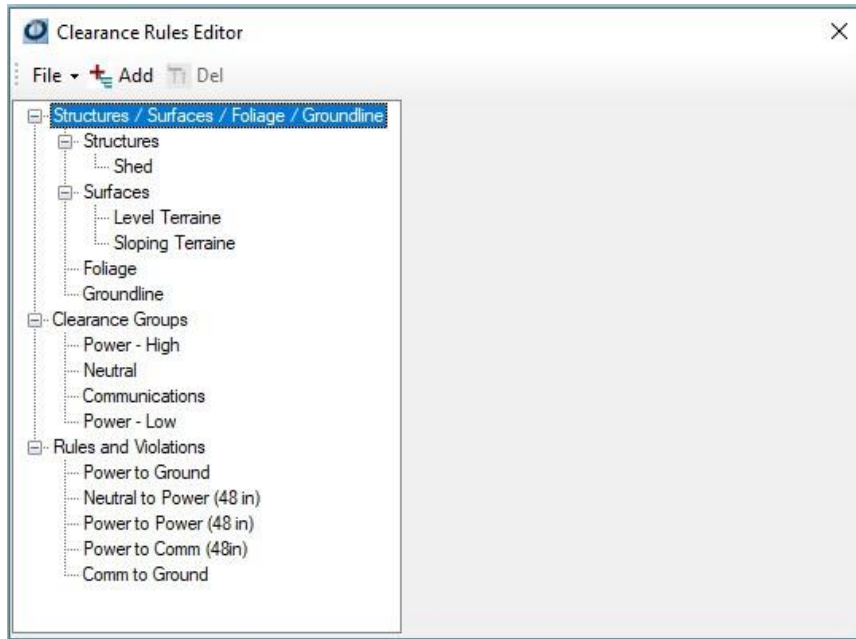 Clearance Rules Editor
File Add Del
Structures / Surfaces / Foliage / Groundline
Structures
Shed
Surfaces
Level Terraine
Sloping Terraine
Foliage
Groundline
Clearance Groups
Power - High
Neutral
Communications
Power - Low
Rules and Violations
Power to Ground
Neutral to Power (48 in)
Power to Power (48 in)
Power to Comm (48in)
Comm to Ground